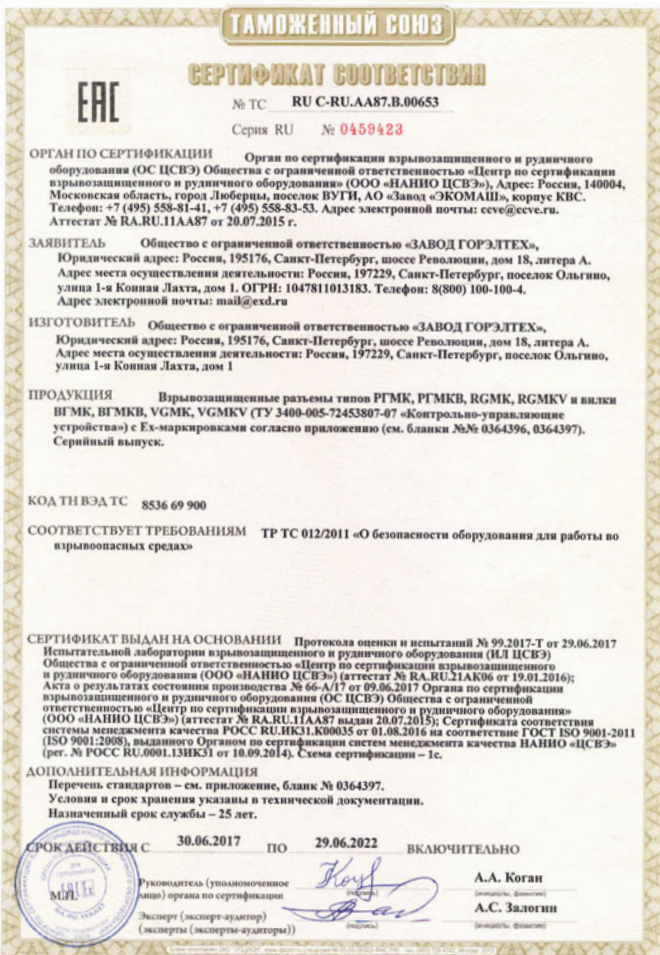 ТАМОЖЕННЫЙ СОЮЗ
СЕРТИФИКАТ СООТВЕТСТВИЯ
ЕАС
№ ТС RU C-RU.АА87.В.00653
Серия RU № 0459423
ОРГАН ПО СЕРТИФИКАЦИИ Орган по сертификации взрывозащищенного и рудничного
оборудования (ОС ЦСВЭ) Общества с ограниченной ответственностью «Центр по сертификации
взрывозащищенного и рудничного оборудования» (ООО «НАНИО ЦСВЭ»), Адрес: Россия, 140004,
Московская область, город Люберцы, поселок ВУГИ, АО «Завод «ЭКОМАШ», корпус КВС.
Телефон: +7 (495) 558-81-41, +7 (495) 558-83-53. Адрес электронной почты: ccve@ccve.ru.
Аттестат № RA.RU.11АА87 от 20.07.2015 г.
ЗАЯВИТЕЛЬ Общество с ограниченной ответственностью «ЗАВОД ГОРЭЛТЕХ»,
Юридический адрес: Россия, 195176, Санкт-Петербург, шоссе Революции, дом 18, литера А.
Адрес места осуществления деятельности: Россия, 197229, Санкт-Петербург, поселок Ольгино,
улица 1-я Конная Лахта, дом 1. ОГРН: 1047811013183. Телефон: 8(800) 100-100-4.
Адрес электронной почты: mail@exd.ru
ИЗГОТОВИТЕЛЬ Общество с ограниченной ответственностью «ЗАВОД ГОРЭЛТЕХ»,
Юридический адрес: Россия, 195176, Санкт-Петербург, шоссе Революции, дом 18, литера А.
Адрес места осуществления деятельности: Россия, 197229, Санкт-Петербург, поселок Ольгино,
улица 1-я Конная Лахта, дом 1
ПРОДУКЦИЯ Взрывозащищенные разъемы типов РГМК, РГМКВ, RGMK, RGMKV и вилки
ВГМК, ВГМКВ, VGMK, VGMKV (ТУ 3400-005-72453807-07 «Контрольно-управляющие
устройства») с Ех-маркировками согласно приложению (см. бланки №№ 0364396, 0364397).
Серийный выпуск.
КОД ТН ВЭД ТС 8536 69 900
СООТВЕТСТВУЕТ ТРЕБОВАНИЯМ ТР ТС 012/2011 «О безопасности оборудования для работы во
взрывоопасных средах»
СЕРТИФИКАТ ВЫДАН НА ОСНОВАНИИ Протокола оценки и испытаний № 99.2017-Т от 29.06.2017
Испытательной лаборатории взрывозащищенного и рудничного оборудования (ИЛ ЦСВЭ)
Общества с ограниченной ответственностью «Центр по сертификации взрывозащищенного
и рудничного оборудования (ООО «НАНИО ЦСВЭ») (аттестат № RA.RU.21АК06 от 19.01.2016);
Акта о результатах состояния производства № 66-А/17 от 09.06.2017 Органа по сертификации
взрывозащищенного и рудничного оборудования (ОС ЦСВЭ) Общества с ограниченной
ответственностью «Центр по сертификации взрывозащищенного и рудничного оборудования»
(ООО «НАНИО ЦСВЭ») (аттестат № RA.RU.11АА87 выдан 20.07.2015); Сертификата соответствия
системы менеджмента качества РОСС RU.ИК31.К00035 от 01.08.2016 на соответствие ГОСТ ISO 9001-2011
(ISO 9001:2008), выданного Органом по сертификации систем менеджмента качества НАНИО «ЦСВЭ»
(рег. № РОСС RU.0001.13ИК31 от 10.09.2014). Схема сертификации – 1с.
ДОПОЛНИТЕЛЬНАЯ ИНФОРМАЦИЯ
Перечень стандартов – см. приложение, бланк № 0364397.
Условия и срок хранения указаны в технической документации.
Назначенный срок службы – 25 лет.
СРОК ДЕЙСТВИЯ С 30.06.2017 ПО 29.06.2022 ВКЛЮЧИТЕЛЬНО
М.П.
Руководитель (уполномоченное
лицо) органа по сертификации
(подпись)
А.А. Коган
(инициалы, фамилия)
Эксперт (эксперт-аудитор)
(эксперты (эксперты-аудиторы))
(подпись)
А.С. Залогин
(инициалы, фамилия)